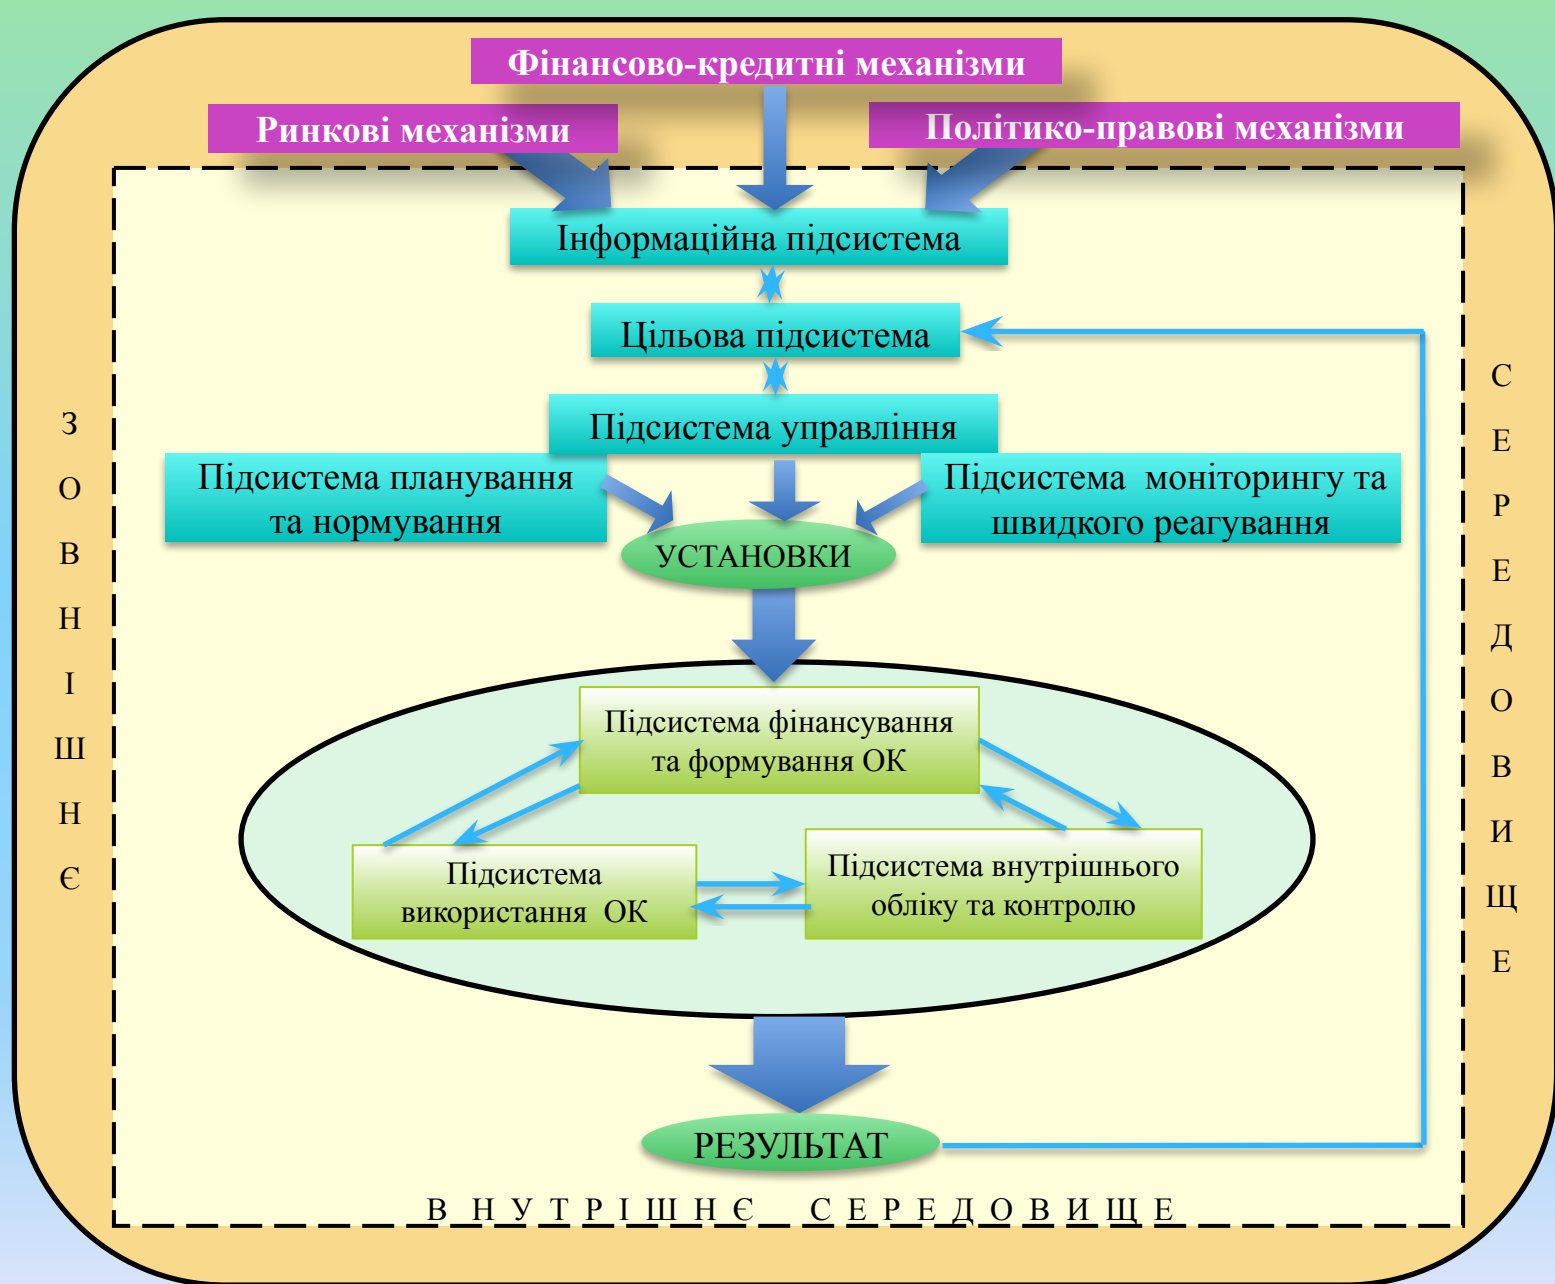 Фінансово-кредитні механізми
Ринкові механізми
Політико-правові механізми
Інформаційна підсистема
Цільова підсистема
Підсистема управління
Підсистема планування
та нормування
Підсистема моніторингу та
швидкого реагування
УСТАНОВКИ
Підсистема фінансування
та формування ОК
Підсистема
використання ОК
Підсистема внутрішнього
обліку та контролю
РЕЗУЛЬТАТ
В Н У Т Р І Ш Н Є С Е Р Е Д О В И Щ Е
З
О
В
Н
І
Ш
Н
Є
С
Е
Р
Е
Д
О
В
И
Щ
Е